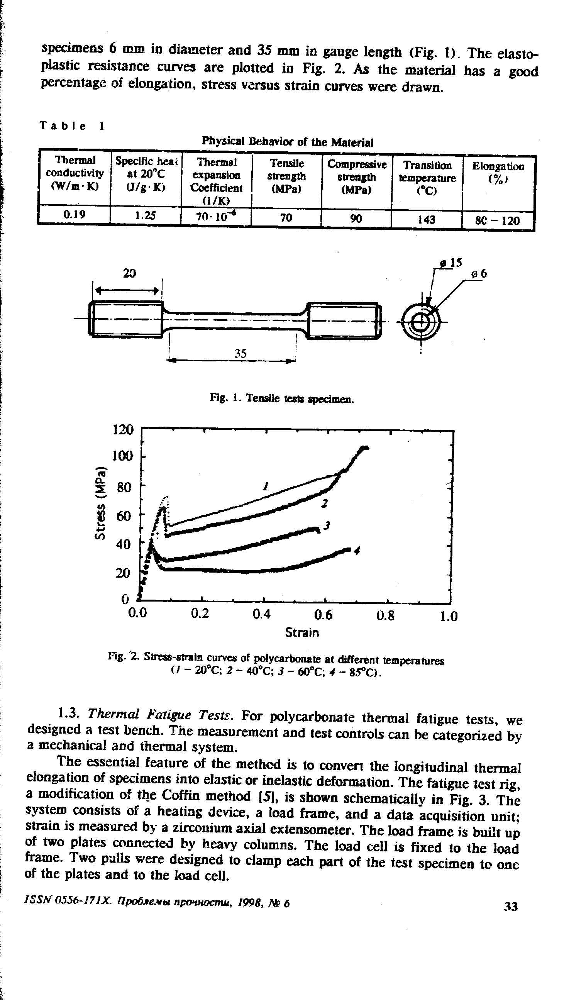 specimens 6 mm in diameter and 35 mm in gauge length (Fig. 1). The elasto-
plastic resistance curves are plotted in Fig. 2. As the material has a good
percentage of elongation, stress versus strain curves were drawn.
Table 1
Physical Behavior of the Material
Thermal conductivity (W/m·K) Specific heat at 20°C (J/g·K) Thermal expansion Coefficient (1/K) Tensile strength (MPa) Compressive strength (MPa) Transition temperature (°C) Elongation (%)
0.19 1.25 70·10⁻⁶ 70 90 143 80 – 120
20
ø 15
ø 6
35
Fig. 1. Tensile tests specimen.
120
100
80
60
40
20
0
Stress (MPa)
1
2
3
4
0.0 0.2 0.4 0.6 0.8 1.0
Strain
Fig. 2. Stress-strain curves of polycarbonate at different temperatures
(1 – 20°C; 2 – 40°C; 3 – 60°C; 4 – 85°C).
1.3. Thermal Fatigue Tests. For polycarbonate thermal fatigue tests, we
designed a test bench. The measurement and test controls can be categorized by
a mechanical and thermal system.
The essential feature of the method is to convert the longitudinal thermal
elongation of specimens into elastic or inelastic deformation. The fatigue test rig,
a modification of the Coffin method [5], is shown schematically in Fig. 3. The
system consists of a heating device, a load frame, and a data acquisition unit;
strain is measured by a zirconium axial extensometer. The load frame is built up
of two plates connected by heavy columns. The load cell is fixed to the load
frame. Two pulls were designed to clamp each part of the test specimen to one
of the plates and to the load cell.
ISSN 0556-171X. Проблемы прочности, 1998, № 6
33